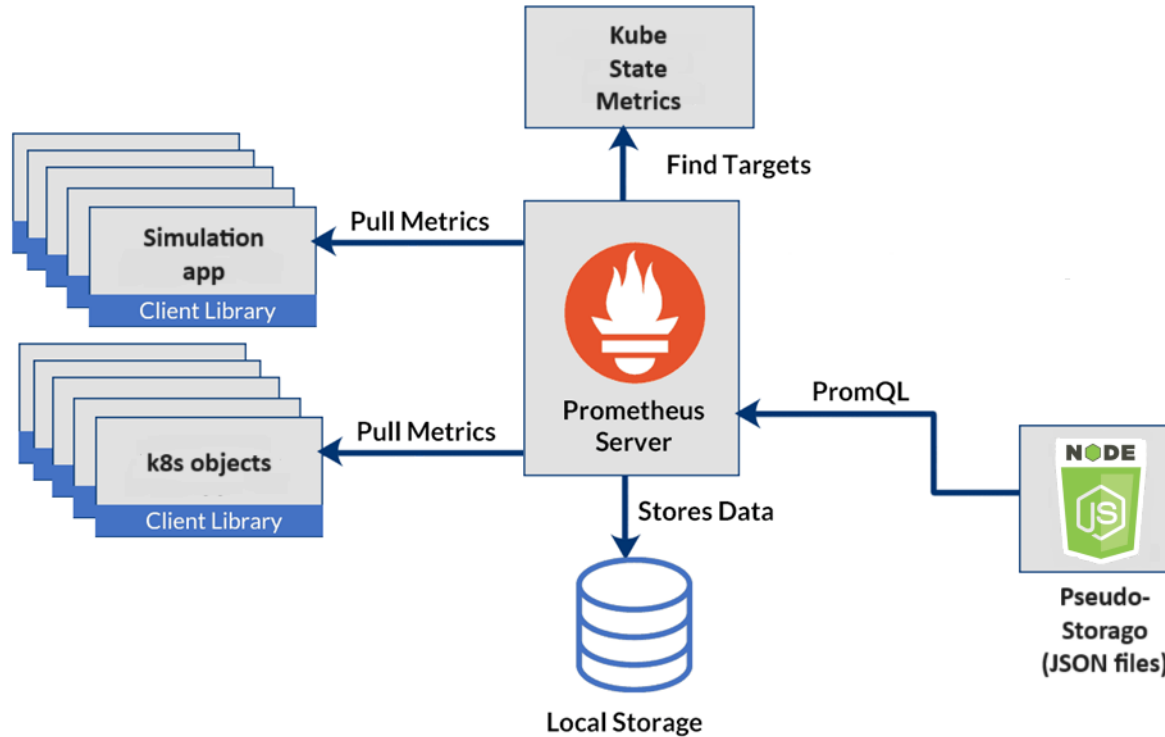 Kube
State
Metrics
Find Targets
Pull Metrics
Simulation
app
Client Library
Pull Metrics
k8s objects
Client Library
Prometheus
Server
PromQL
NODE
JS
Pseudo-
Storago
(JSON files)
Stores Data
Local Storage